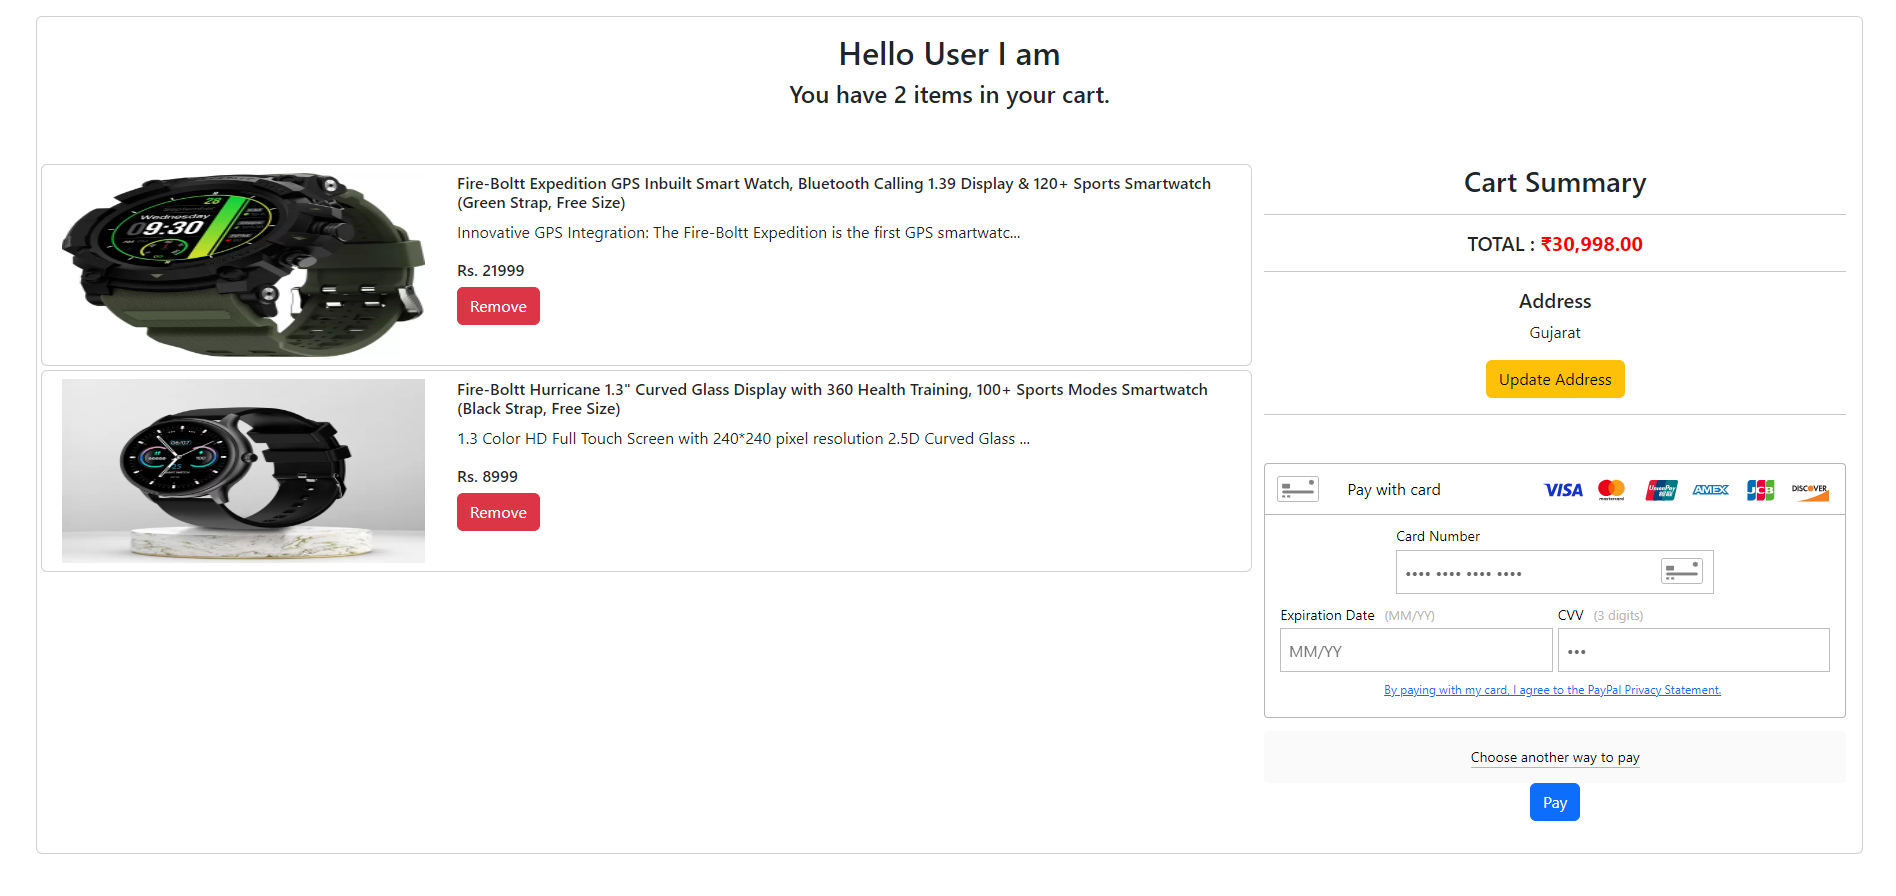 Hello User I am
You have 2 items in your cart.
28
Wednesday
09:30
Fire-Boltt Expedition GPS Inbuilt Smart Watch, Bluetooth Calling 1.39 Display & 120+ Sports Smartwatch
(Green Strap, Free Size)
Innovative GPS Integration: The Fire-Boltt Expedition is the first GPS smartwatc...
Rs. 21999
Remove
Fire-Boltt Hurricane 1.3" Curved Glass Display with 360 Health Training, 100+ Sports Modes Smartwatch
(Black Strap, Free Size)
1.3 Color HD Full Touch Screen with 240*240 pixel resolution 2.5D Curved Glass ...
Rs. 8999
Remove
Cart Summary
TOTAL : ₹30,998.00
Address
Gujarat
Update Address
Pay with card
VISA
mastercard
UnionPay
AMEX
JCB
DISCOVER
Card Number
•••• •••• •••• ••••
Expiration Date (MM/YY)
CVV (3 digits)
MM/YY
•••
By paying with my card, I agree to the PayPal Privacy Statement.
Choose another way to pay
Pay